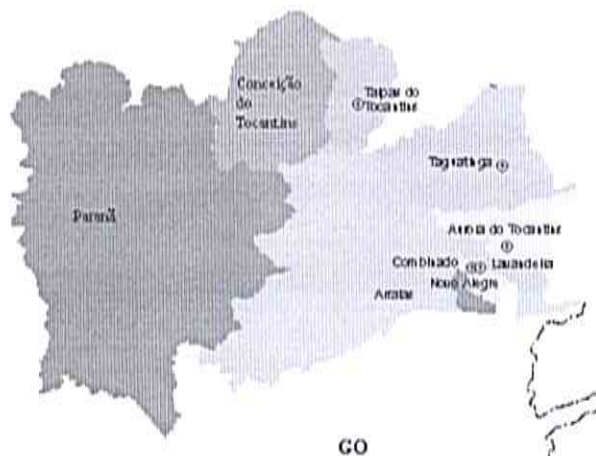 Conceição
do
Tocantins
Taipas do
Tocantins
Taguatinga
Paranã
Aurora do Tocantins
Combinado
Lavandeira
Novo Alegre
Arraias
GO